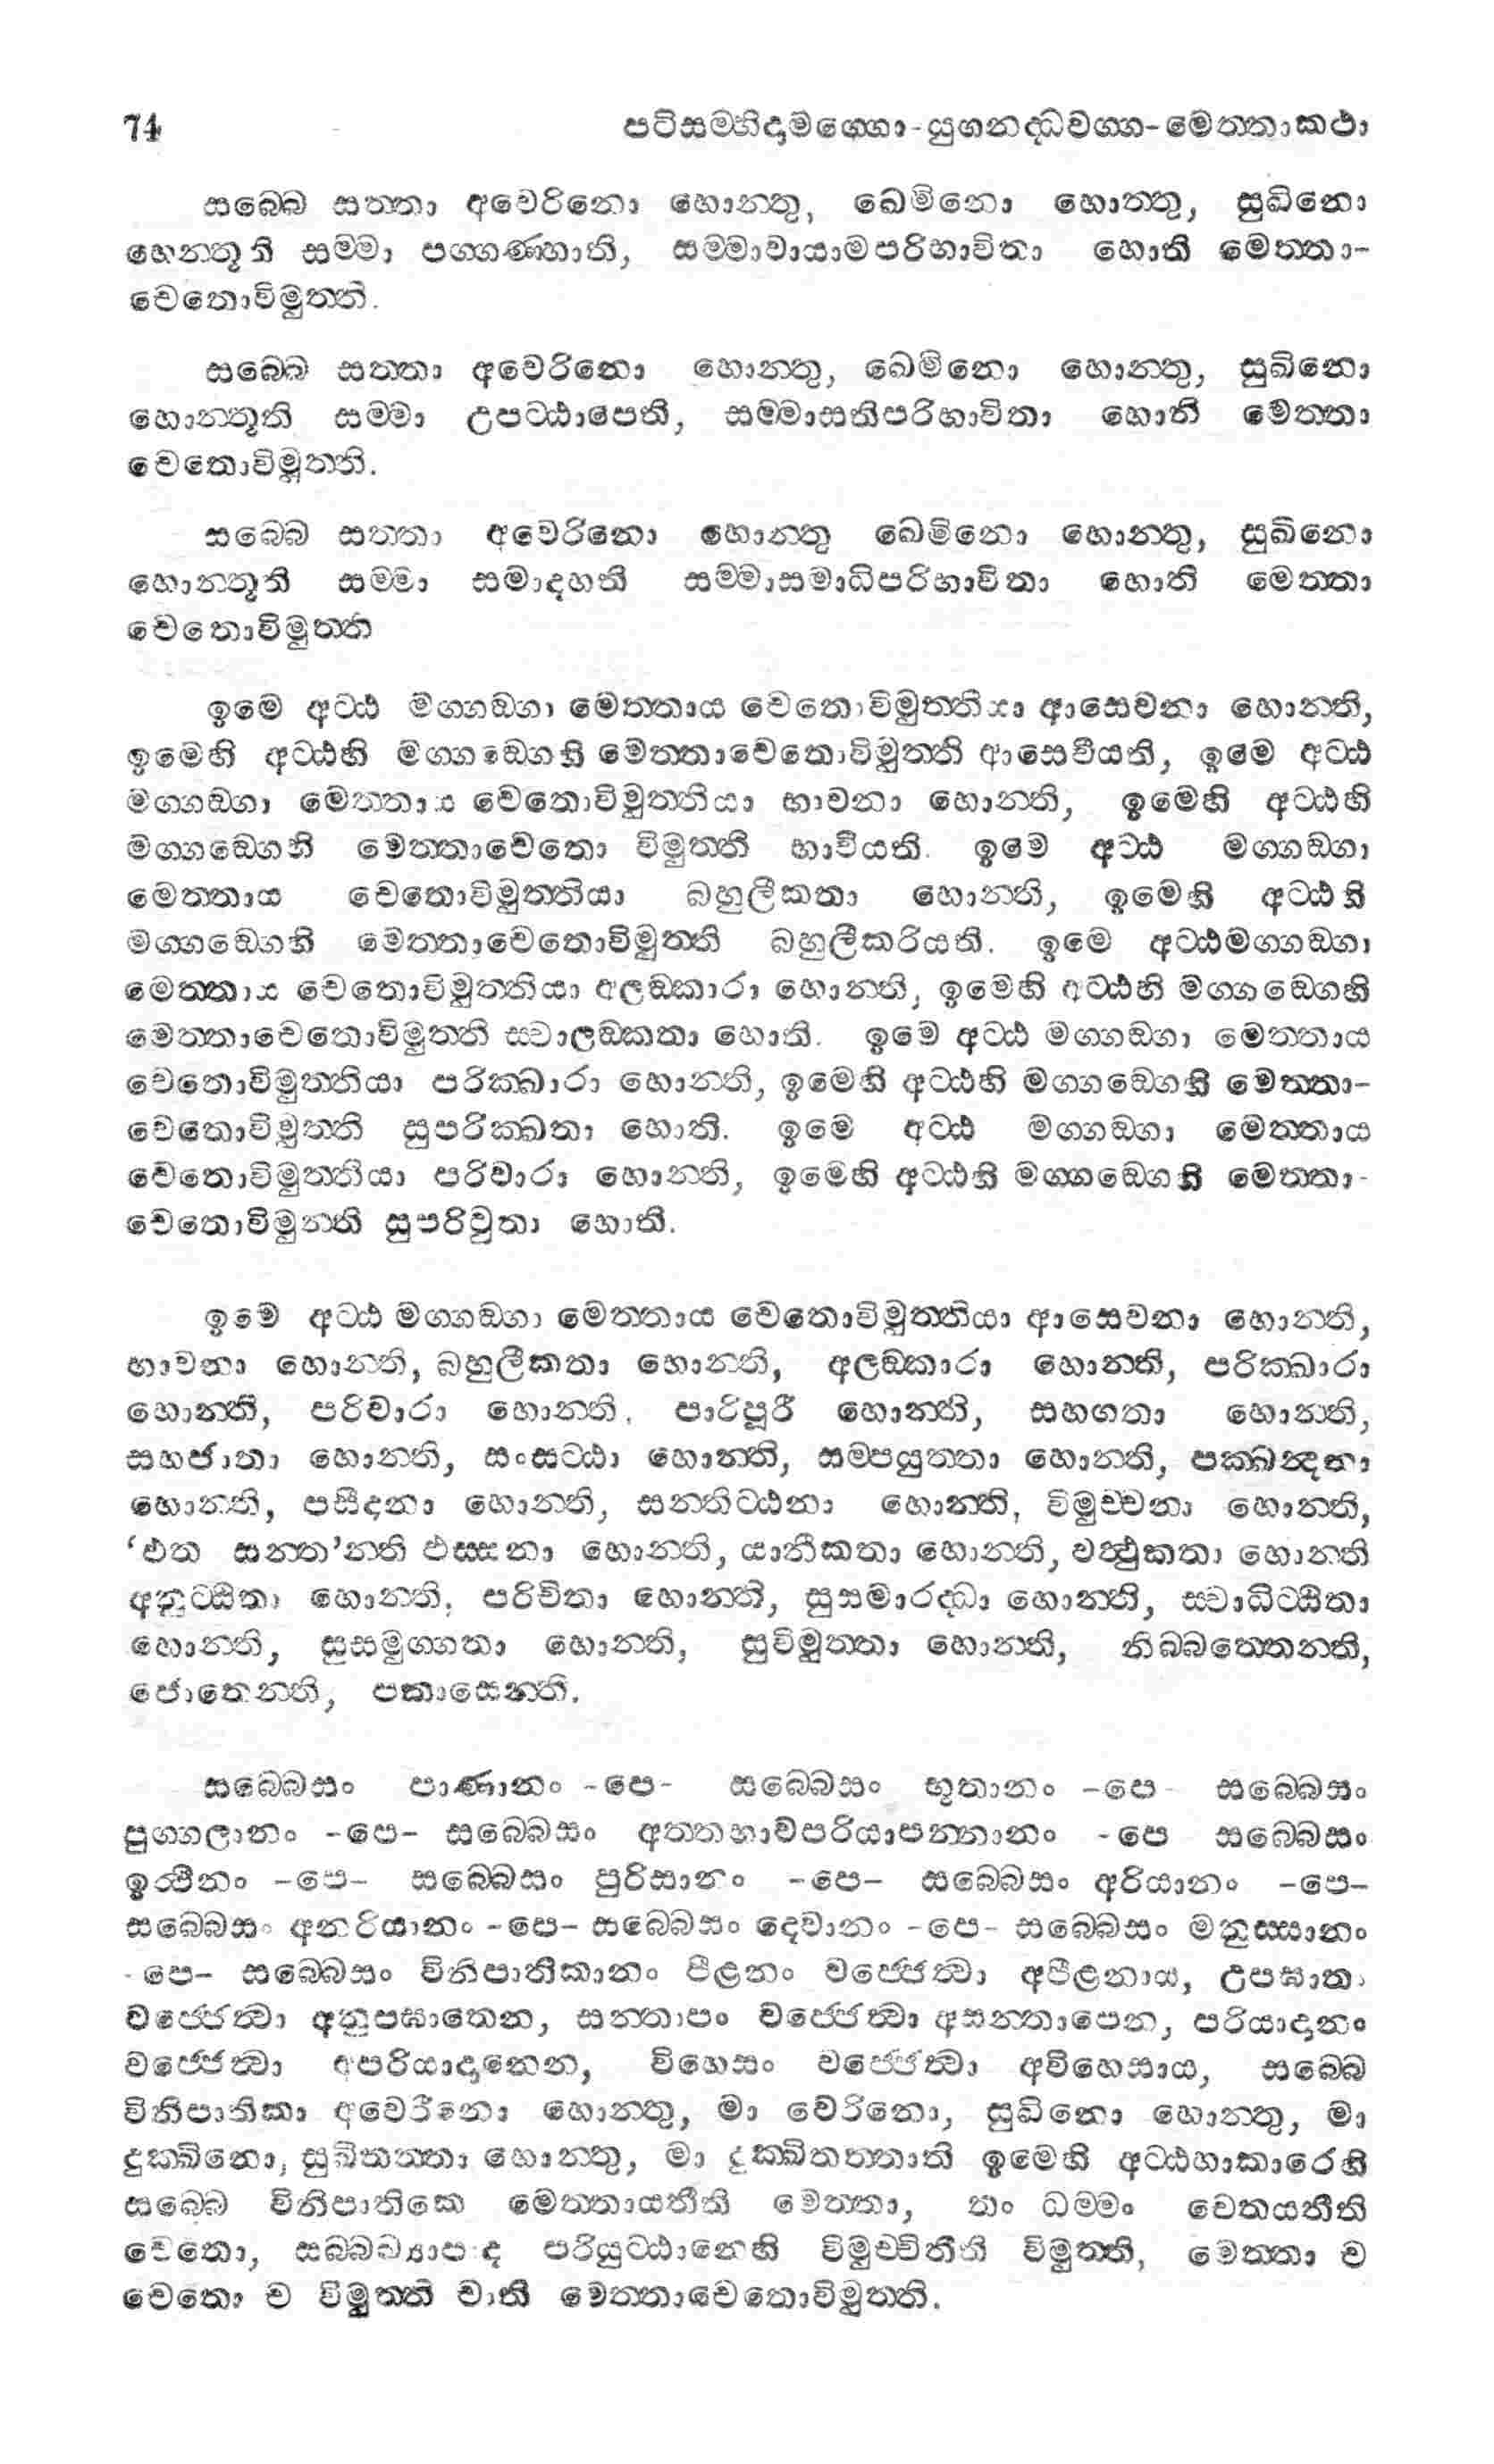 74 පටිසම්භිදාමග්ගො-යුගනද්ධවග්ග-මෙත්තාකථා
සබ්බෙ සත්තා අවෙරිනො හොන්තු, ඛෙමිනො හොන්තු, සුඛිනො
හෙන්තූති සම්මා පග්ගණ්හාති, සම්මාවායාමපරිභාවිතා හොති මෙත්තා-
චෙතොවිමුත්ති.
සබ්බෙ සත්තා අවෙරිනො හොන්තු, ඛෙමිනො හොන්තු, සුඛිනො
හොන්තූති සම්මා උපට්ඨාපෙති, සම්මාසතිපරිභාවිතා හොති මෙත්තා
චෙතොවිමුත්ති.
සබ්බෙ සත්තා අවෙරිනො හොන්තු ඛෙමිනො හොන්තු, සුඛිනො
හොන්තූති සම්මා සමාදහති සම්මාසමාධිපරිභාවිතා හොති මෙත්තා
චෙතොවිමුත්ති
ඉමෙ අට්ඨ මග්ගඞ්ගා මෙත්තාය චෙතොවිමුත්තියා ආසෙවනා හොන්ති,
ඉමෙහි අට්ඨහි මග්ගඞ්ගෙහි මෙත්තාචෙතොවිමුත්ති ආසෙවීයති, ඉමෙ අට්ඨ
මග්ගඞ්ගා මෙත්තාය චෙතොවිමුත්තියා භාවනා හොන්ති, ඉමෙහි අට්ඨහි
මග්ගඞ්ගෙහි මෙත්තාචෙතො විමුත්ති භාවීයති. ඉමෙ අට්ඨ මග්ගඞ්ගා
මෙත්තාය චෙතොවිමුත්තියා බහුලීකතා හොන්ති, ඉමෙහි අට්ඨහි
මග්ගඞ්ගෙහි මෙත්තාචෙතොවිමුත්ති බහුලීකරියති. ඉමෙ අට්ඨමග්ගඞ්ගා
මෙත්තාය චෙතොවිමුත්තියා අලඞ්කාරා හොන්ති, ඉමෙහි අට්ඨහි මග්ගඞ්ගෙහි
මෙත්තාචෙතොවිමුත්ති ස්වාලඞ්කතා හොති. ඉමෙ අට්ඨ මග්ගඞ්ගා මෙත්තාය
චෙතොවිමුත්තියා පරික්ඛාරා හොන්ති, ඉමෙහි අට්ඨහි මග්ගඞ්ගෙහි මෙත්තා-
චෙතොවිමුත්ති සුපරික්ඛතා හොති. ඉමෙ අට්ඨ මග්ගඞ්ගා මෙත්තාය
චෙතොවිමුත්තියා පරිවාරා හොන්ති, ඉමෙහි අට්ඨහි මග්ගඞ්ගෙහි මෙත්තා-
චෙතොවිමුත්ති සුපරිවුතා හොති.
ඉමෙ අට්ඨ මග්ගඞ්ගා මෙත්තාය චෙතොවිමුත්තියා ආසෙවනා හොන්ති,
භාවනා හොන්ති, බහුලීකතා හොන්ති, අලඞ්කාරා හොන්ති, පරික්ඛාරා
හොන්ති, පරිවාරා හොන්ති, පාරිපූරී හොන්ති, සහගතා හොන්ති,
සහජාතා හොන්ති, සංසට්ඨා හොන්ති, සම්පයුත්තා හොන්ති, පක්ඛන්දනා
හොන්ති, පසීදනා හොන්ති, සන්තිට්ඨනා හොන්ති, විමුච්චනා හොන්ති,
‘එත සන්ත’න්ති ඵස්සනා හොන්ති, යානීකතා හොන්ති, වත්ථුකතා හොන්ති
අනුට්ඨිතා හොන්ති, පරිචිතා හොන්ති, සුසමාරද්ධා හොන්ති, ස්වාධිට්ඨිතා
හොන්ති, සුසමුග්ගතා හොන්ති, සුවිමුත්තා හොන්ති, නිබ්බත්තෙන්ති,
ජොතෙන්ති, පකාසෙන්ති.
සබ්බෙසං පාණානං -පෙ- සබ්බෙසං භූතානං -පෙ- සබ්බෙසං
පුග්ගලානං -පෙ- සබ්බෙසං අත්තභාවපරියාපන්නානං -පෙ සබ්බෙසං
ඉත්ථීනං -පෙ- සබ්බෙසං පුරිසානං -පෙ- සබ්බෙසං අරියානං -පෙ-
සබ්බෙසං අනරියානං -පෙ- සබ්බෙසං දෙවානං -පෙ- සබ්බෙසං මනුස්සානං
-පෙ- සබ්බෙසං විනිපාතිකානං පීළනං වජ්ජෙත්වා අපීළනාය, උපඝාතං
වජ්ජෙත්වා අනුපඝාතෙන, සන්තාපං වජ්ජෙත්වා අසන්තාපෙන, පරියාදානං
වජ්ජෙත්වා අපරියාදානෙන, විහෙසං වජ්ජෙත්වා අවිහෙසාය, සබ්බෙ
විනිපාතිකා අවෙරිනො හොන්තු, මා වෙරිනො, සුඛිනො හොන්තු, මා
දුක්ඛිනො, සුඛිතත්තා හොන්තු, මා දුක්ඛිතත්තාති ඉමෙහි අට්ඨහාකාරෙහි
සබ්බෙ විනිපාතිකෙ මෙත්තායතීති මෙත්තා, තං ධම්මං චෙතයතීති
චෙතො, සබ්බබ්‍යාපාද පරියුට්ඨානෙහි විමුච්චිතීති විමුත්ති, මෙත්තා ච
චෙතො ච විමුත්ති චාති මෙත්තාචෙතොවිමුත්ති.